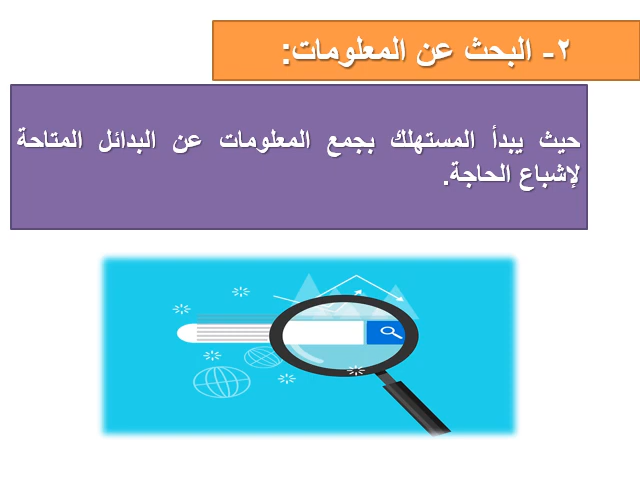 ٢- البحث عن المعلومات:
حيث يبدأ المستهلك بجمع المعلومات عن البدائل المتاحة
لإشباع الحاجة.